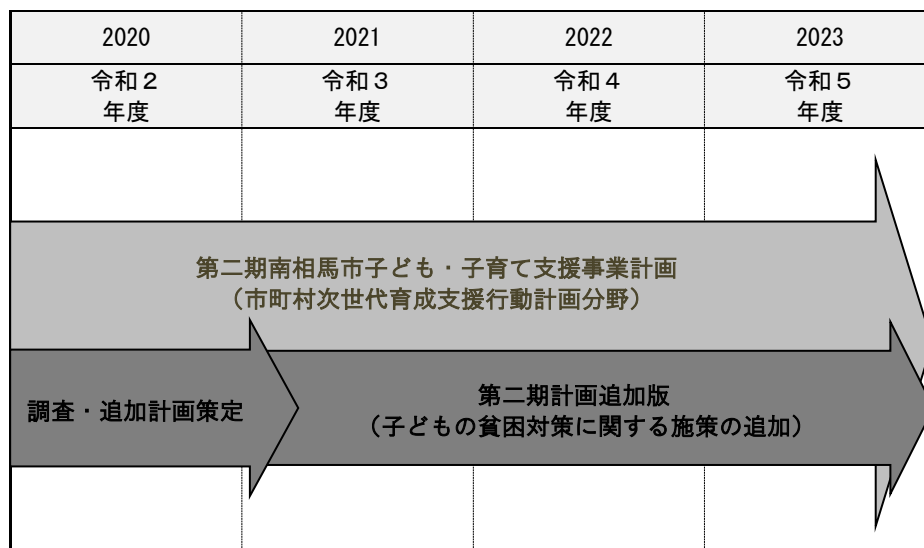 2020
2021
2022
2023
令和２
年度
令和３
年度
令和４
年度
令和５
年度
第二期南相馬市子ども・子育て支援事業計画
（市町村次世代育成支援行動計画分野）
調査・追加計画策定
第二期計画追加版
（子どもの貧困対策に関する施策の追加）